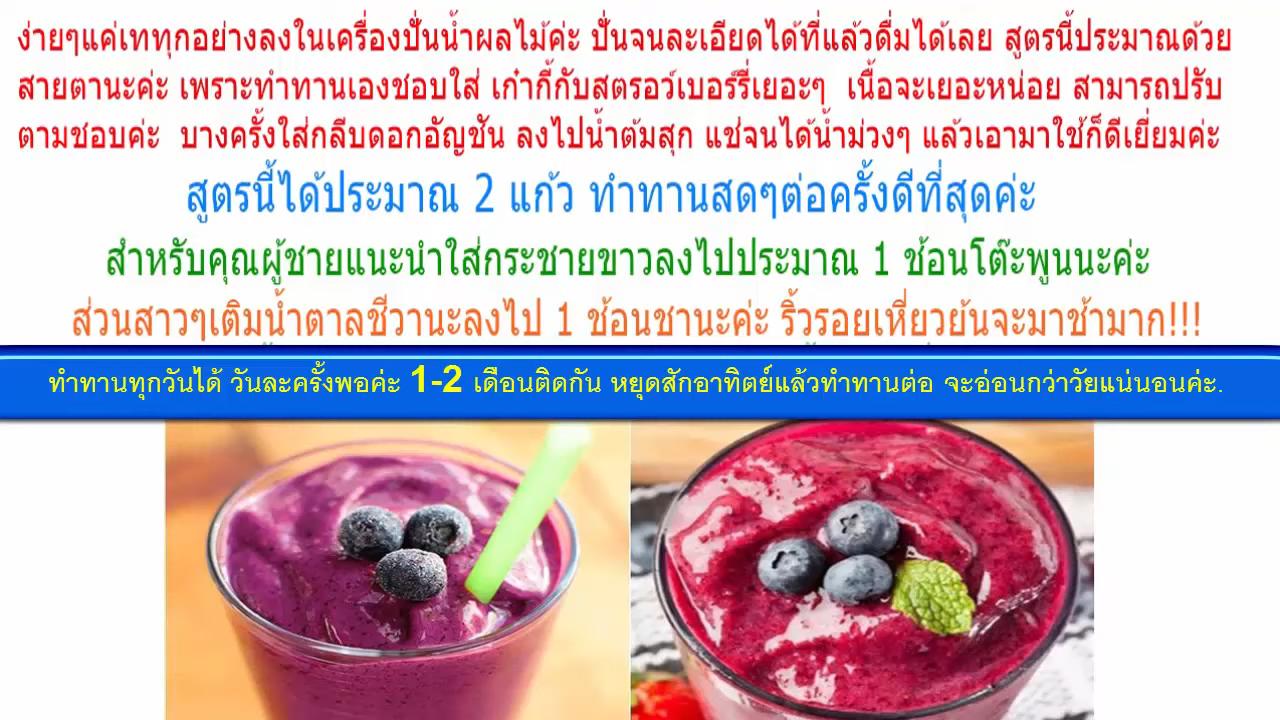 ง่ายๆแค่เททุกอย่างลงในเครื่องปั่นน้ำผลไม้ค่ะ ปั่นจนละเอียดได้ที่แล้วดื่มได้เลย สูตรนี้ประมาณด้วย
สายตานะค่ะ เพราะทำทานเองชอบใส่ เก๋ากี้กับสตรอว์เบอร์รี่เยอะๆ เนื้อจะเยอะหน่อย สามารถปรับ
ตามชอบค่ะ บางครั้งใส่กลีบดอกอัญชัน ลงไปน้ำต้มสุก แช่จนได้น้ำม่วงๆ แล้วเอามาใช้ก็ดีเยี่ยมค่ะ
สูตรนี้ได้ประมาณ 2 แก้ว ทำทานสดๆต่อครั้งดีที่สุดค่ะ
สำหรับคุณผู้ชายแนะนำใส่กระชายขาวลงไปประมาณ 1 ช้อนโต๊ะพูนนะค่ะ
ส่วนสาวๆเติมน้ำตาลชีวานะลงไป 1 ช้อนชานะค่ะ ริ้วรอยเหี่ยวย้นจะมาช้ามาก!!!
ทำทานทุกวันได้ วันละครั้งพอค่ะ 1-2 เดือนติดกัน หยุดสักอาทิตย์แล้วทำทานต่อ จะอ่อนกว่าวัยแน่นอนค่ะ.